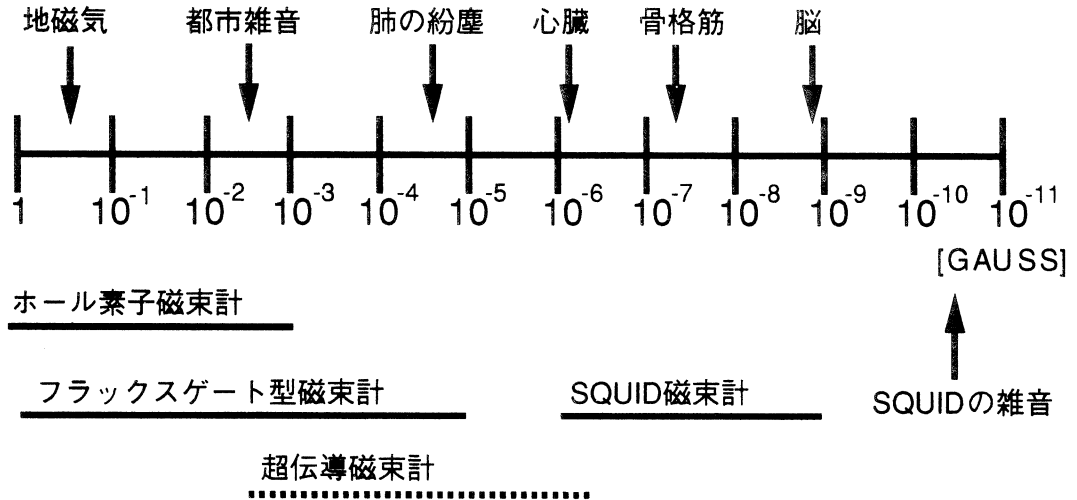 地磁気 都市雑音 肺の紛塵 心臓 骨格筋 脳
1 10⁻¹ 10⁻² 10⁻³ 10⁻⁴ 10⁻⁵ 10⁻⁶ 10⁻⁷ 10⁻⁸ 10⁻⁹ 10⁻¹⁰ 10⁻¹¹
[GAUSS]
ホール素子磁束計
フラックスゲート型磁束計 SQUID磁束計 SQUIDの雑音
超伝導磁束計